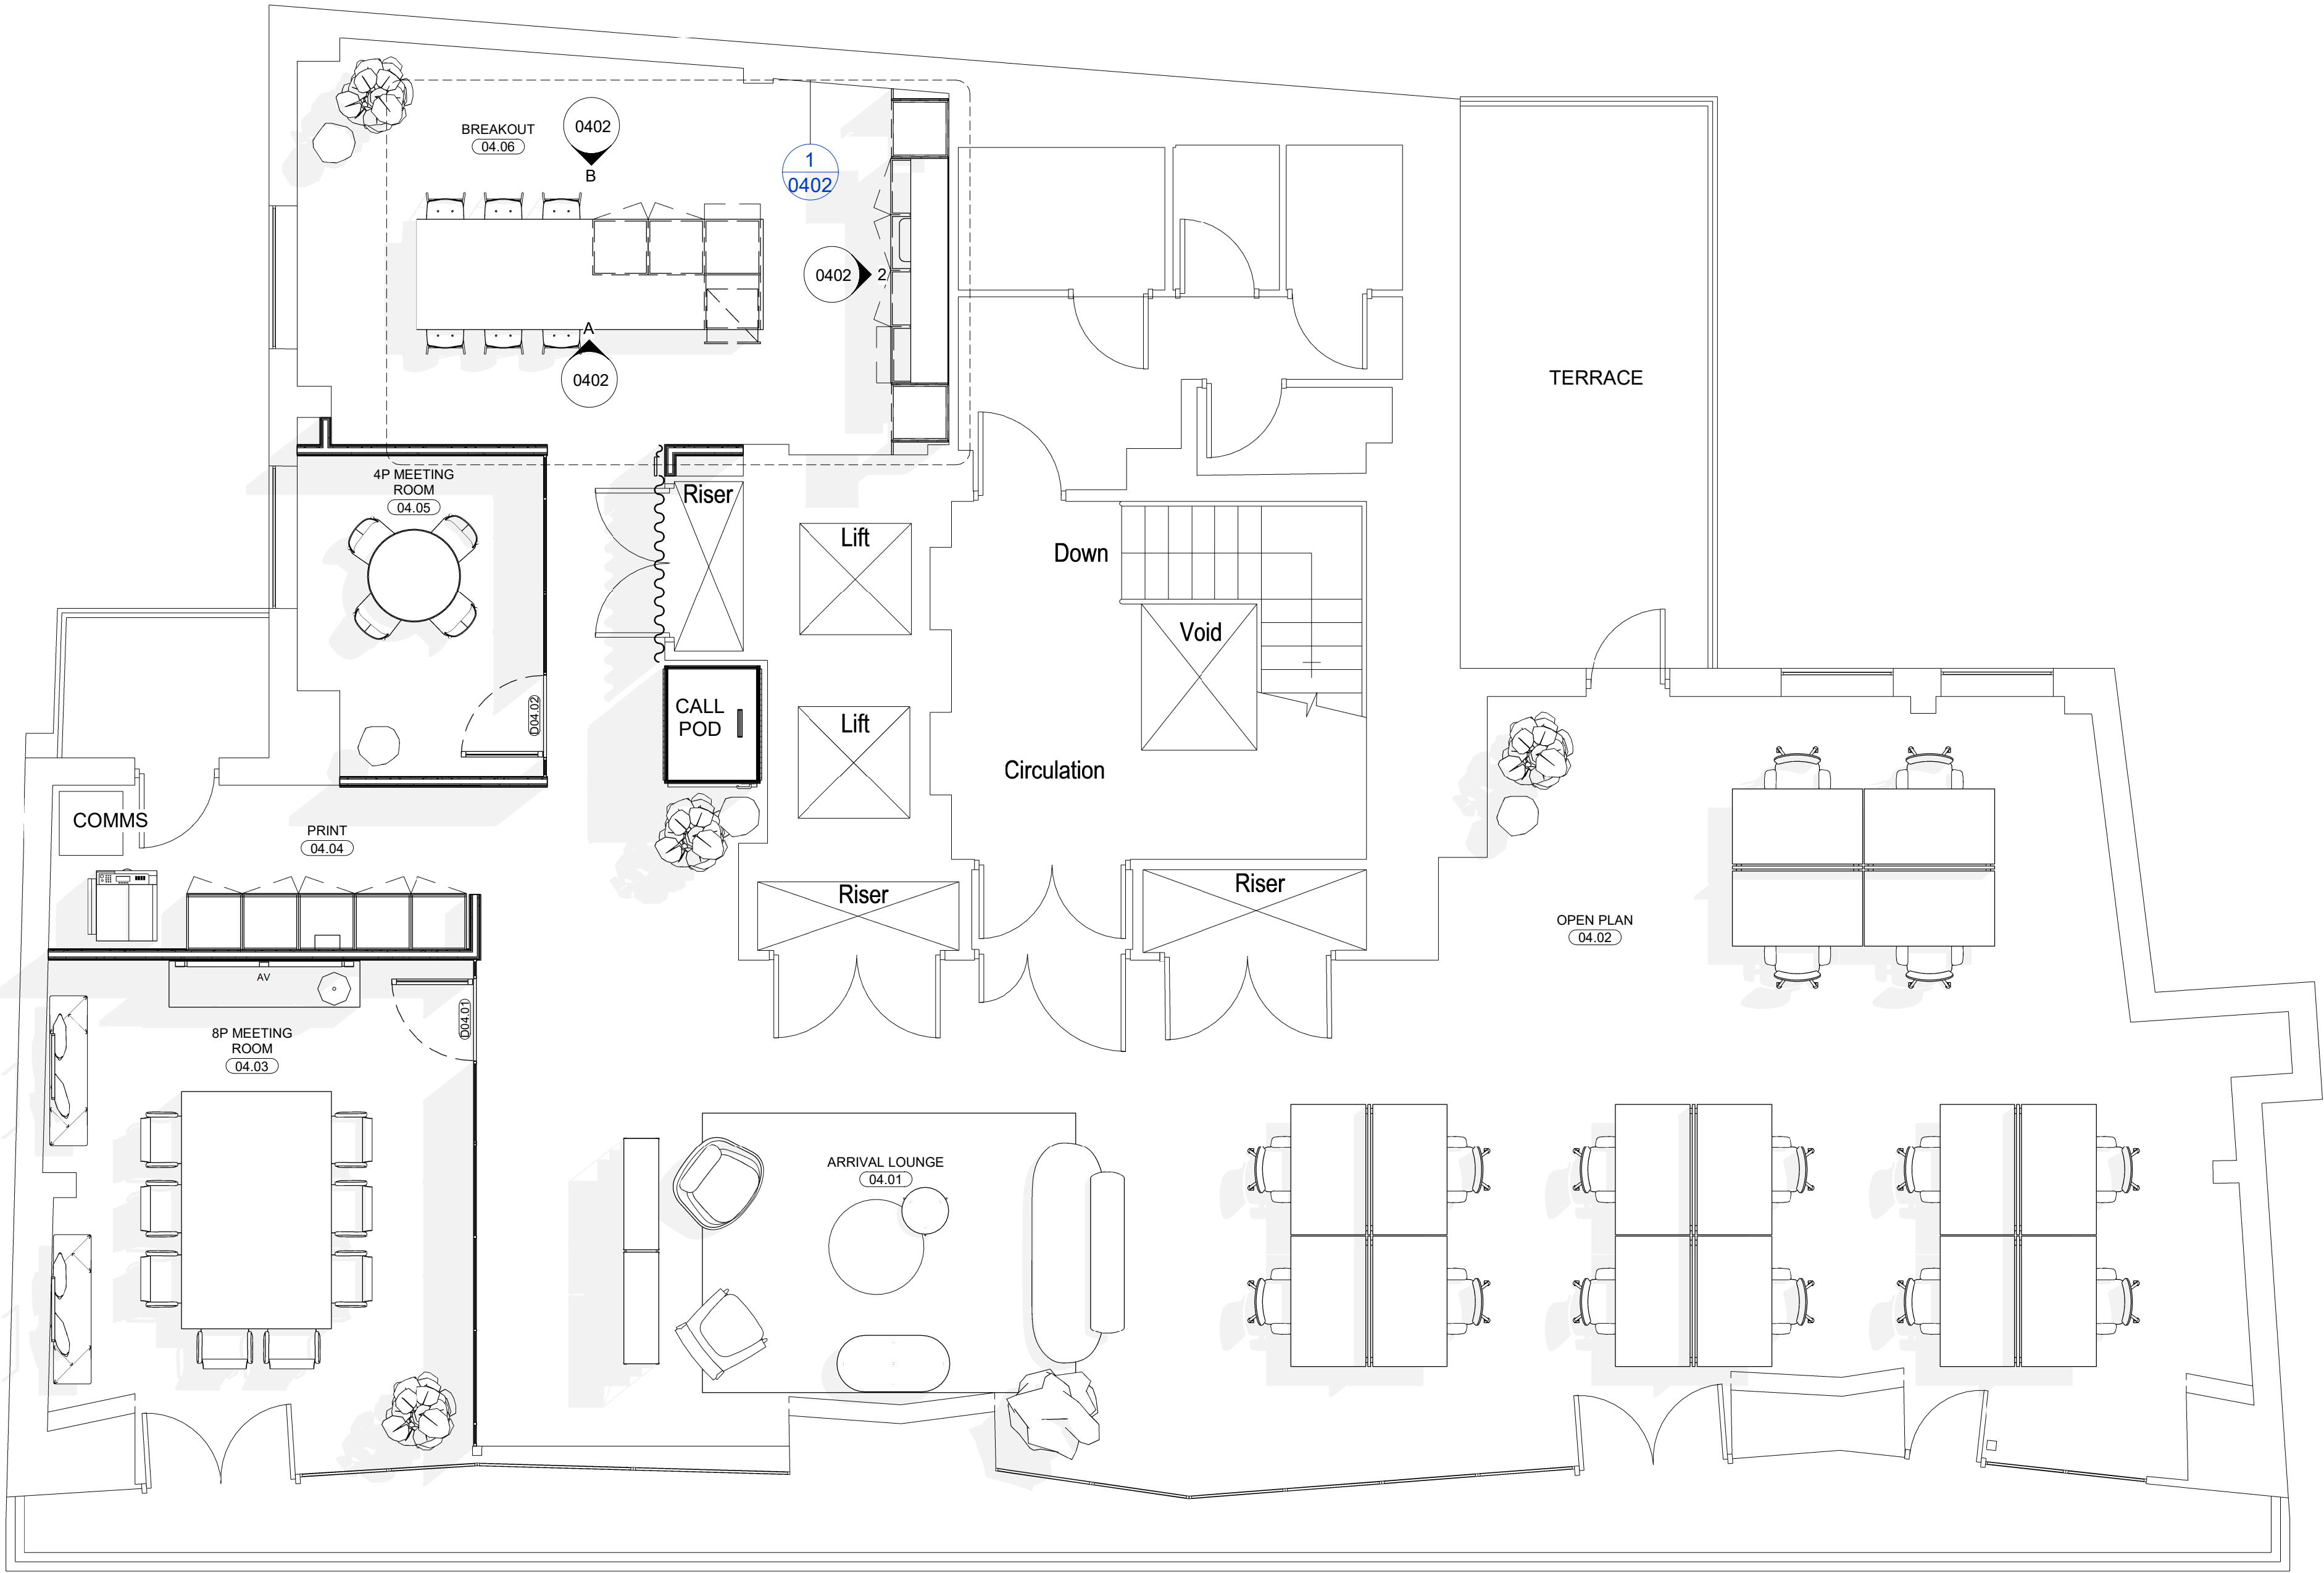 BREAKOUT
04.06
0402
B
1
0402
0402
2
A
0402
4P MEETING
ROOM
04.05
D04.02
Riser
Lift
Down
Void
CALL
POD
Lift
Circulation
TERRACE
COMMS
PRINT
04.04
Riser
Riser
OPEN PLAN
04.02
AV
D04.01
8P MEETING
ROOM
04.03
ARRIVAL LOUNGE
04.01